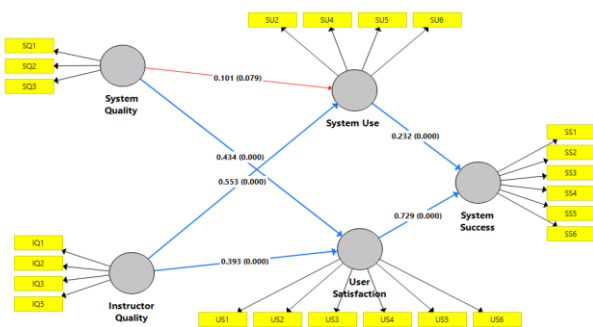 SU2
SU4
SU5
SU6
SQ1
SQ2
SQ3
System
Quality
0.101 (0.079)
System Use
0.232 (0.000)
0.434 (0.000)
0.553 (0.000)
SS1
SS2
SS3
SS4
SS5
SS6
System
Success
0.729 (0.000)
IQ1
IQ2
IQ3
IQ5
Instructor
Quality
0.393 (0.000)
User
Satisfaction
US1
US2
US3
US4
US5
US6